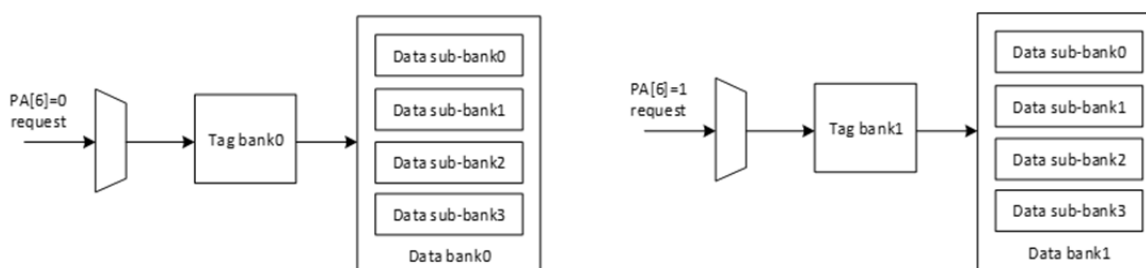 PA[6]=0
request
Tag bank0
Data sub-bank0
Data sub-bank1
Data sub-bank2
Data sub-bank3
Data bank0
PA[6]=1
request
Tag bank1
Data sub-bank0
Data sub-bank1
Data sub-bank2
Data sub-bank3
Data bank1